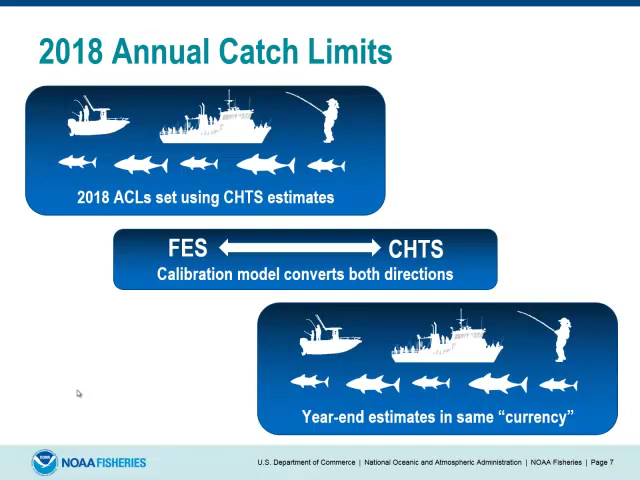 2018 Annual Catch Limits
2018 ACLs set using CHTS estimates
FES CHTS
Calibration model converts both directions
Year-end estimates in same “currency”
NOAA FISHERIES
U.S. Department of Commerce | National Oceanic and Atmospheric Administration | NOAA Fisheries | Page 7